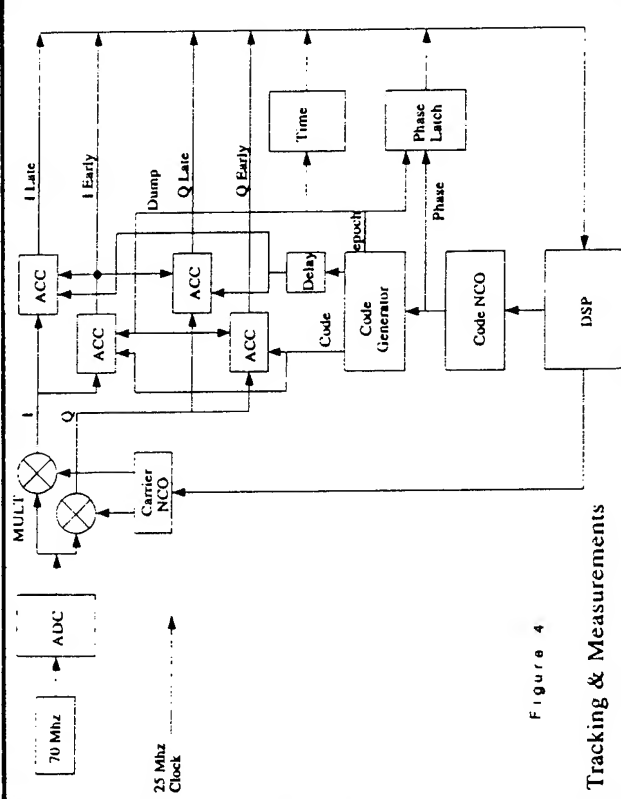 70 Mhz
ADC
MULT
I
Q
Carrier
NCO
25 Mhz
Clock
ACC
ACC
ACC
ACC
I Late
I Early
Dump
Q Late
Q Early
Code
Delay
epoch
Code
Generator
Code NCO
Phase
Time
Phase
Latch
DSP
Figure 4
Tracking & Measurements